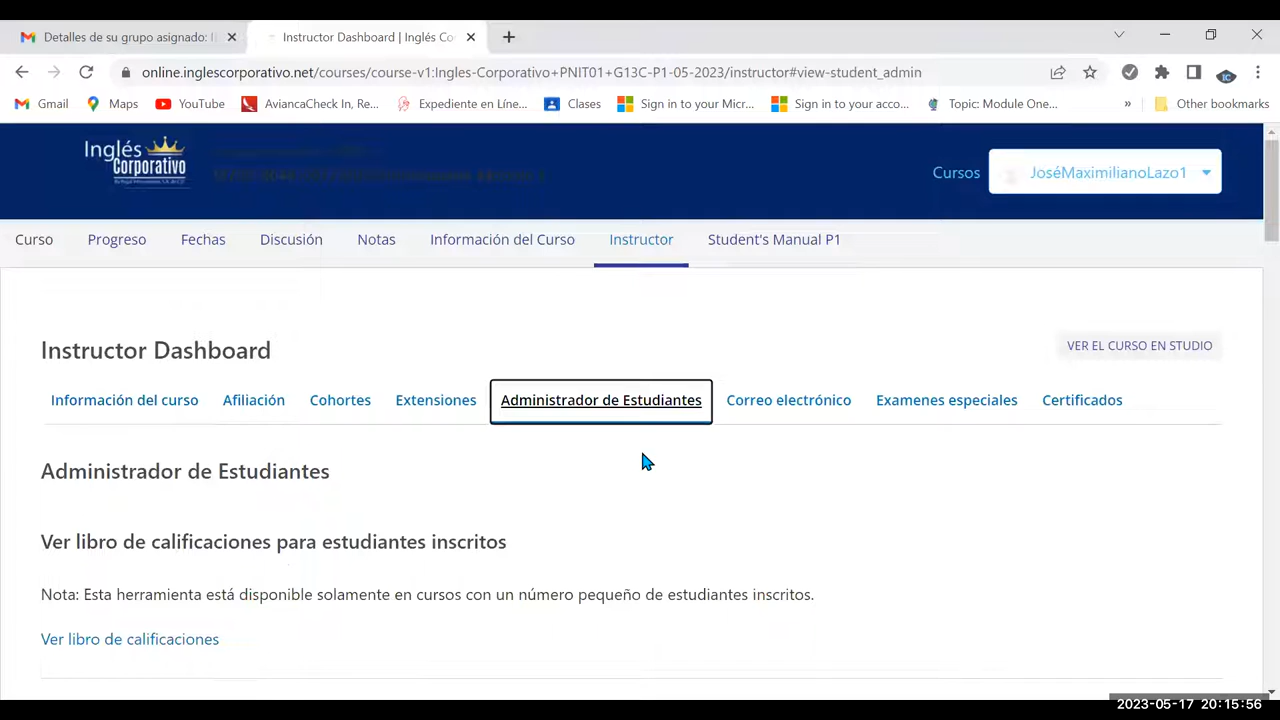 Detalles de su grupo asignado:
Instructor Dashboard | Inglés Co
online.inglescorporativo.net/courses/course-v1:Ingles-Corporativo+PNIT01+G13C-P1-05-2023/instructor#view-student_admin
Gmail Maps YouTube AviancaCheck In, Re... Expediente en Líne... Clases Sign in to your Micr... Sign in to your acco... Topic: Module One... » Other bookmarks
Inglés
Corporativo
Cursos JoséMaximilianoLazo1
Curso Progreso Fechas Discusión Notas Información del Curso Instructor Student's Manual P1
Instructor Dashboard
VER EL CURSO EN STUDIO
Información del curso Afiliación Cohortes Extensiones Administrador de Estudiantes Correo electrónico Examenes especiales Certificados
Administrador de Estudiantes
Ver libro de calificaciones para estudiantes inscritos
Nota: Esta herramienta está disponible solamente en cursos con un número pequeño de estudiantes inscritos.
Ver libro de calificaciones
2023-05-17 20:15:56